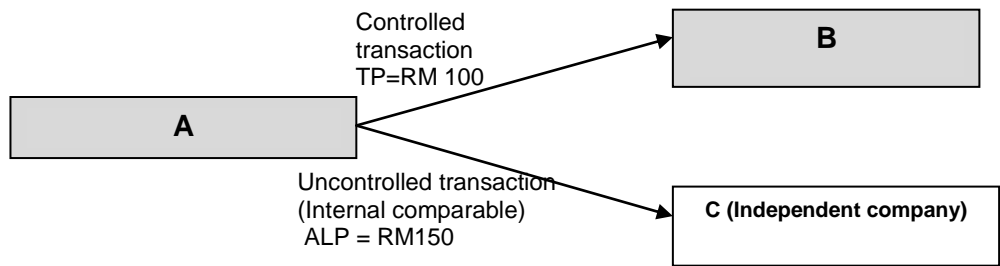 Controlled
transaction
TP=RM 100
B
A
Uncontrolled transaction
(Internal comparable)
ALP = RM150
C (Independent company)